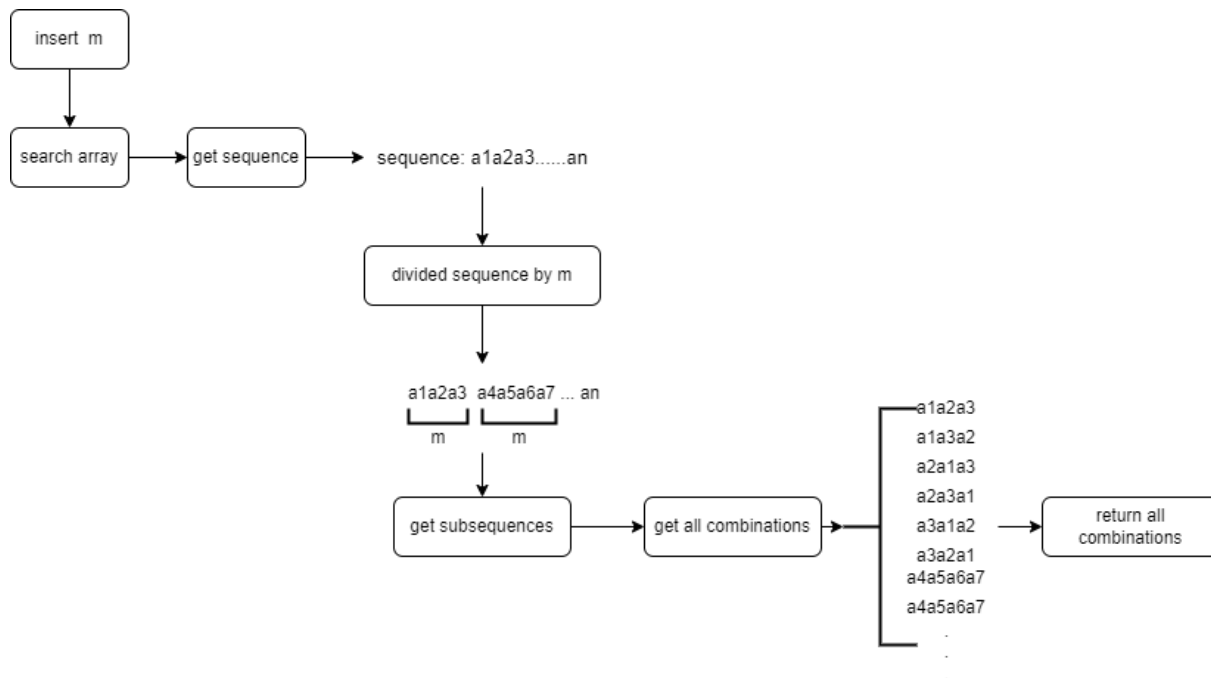 insert m
search array
get sequence
sequence: a1a2a3......an
divided sequence by m
a1a2a3 a4a5a6a7 ... an
m m
get subsequences
get all combinations
a1a2a3
a1a3a2
a2a1a3
a2a3a1
a3a1a2
a3a2a1
a4a5a6a7
a4a5a6a7
.
.
return all
combinations